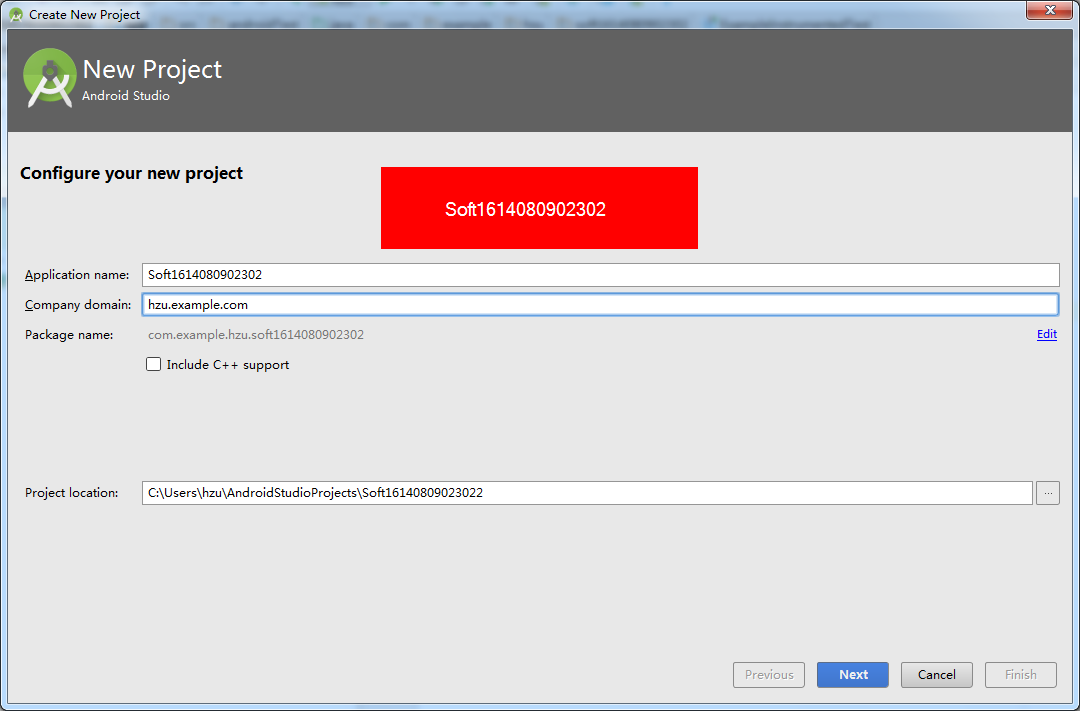 Create New Project
New Project
Android Studio
Configure your new project
Soft1614080902302
Application name: Soft1614080902302
Company domain: hzu.example.com
Package name: com.example.hzu.soft1614080902302 Edit
Include C++ support
Project location: C:\Users\hzu\AndroidStudioProjects\Soft16140809023022 ...
Previous Next Cancel Finish